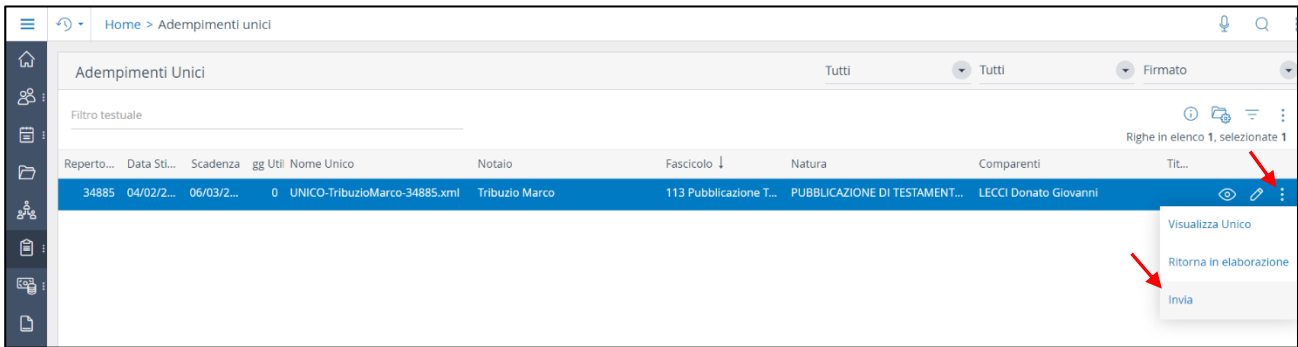 Home > Adempimenti unici
Adempimenti Unici Tutti Tutti Firmato
Filtro testuale
Righe in elenco 1, selezionate 1
Reperto... Data Sti... Scadenza gg Util Nome Unico Notaio Fascicolo ↓ Natura Comparenti Tit...
34885 04/02/2... 06/03/2... 0 UNICO-TribuzioMarco-34885.xml Tribuzio Marco 113 Pubblicazione T... PUBBLICAZIONE DI TESTAMENT... LECCI Donato Giovanni
Visualizza Unico
Ritorna in elaborazione
Invia